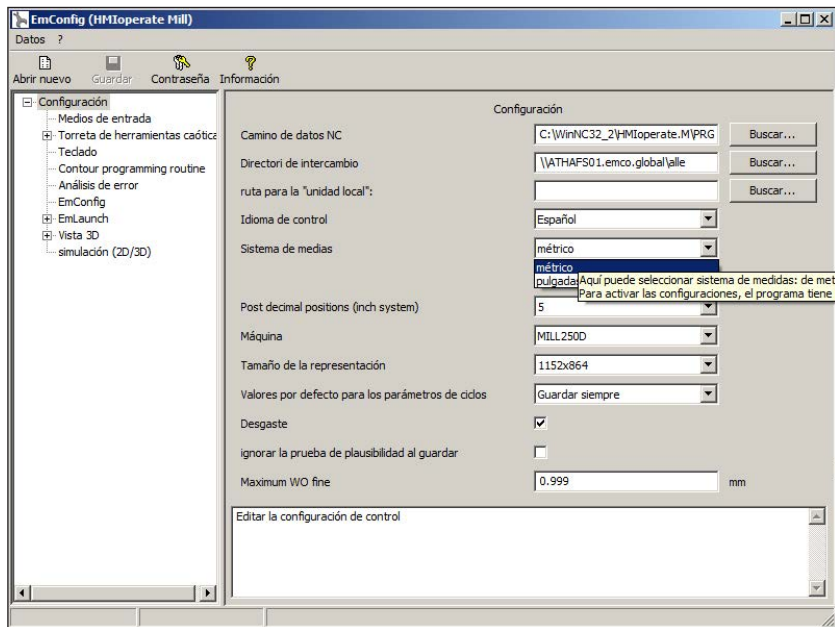 EmConfig (HMIoperate Mill)
Datos ?
Abrir nuevo Guardar Contraseña Información
Configuración
Medios de entrada
Torreta de herramientas caótica
Teclado
Contour programming routine
Análisis de error
EmConfig
EmLaunch
Vista 3D
simulación (2D/3D)
Configuración
Camino de datos NC C:\WinNC32_2\HMIoperate.M\PRG Buscar...
Directori de intercambio \\ATHAFS01.emco.global\alle Buscar...
ruta para la "unidad local": Buscar...
Idioma de control Español
Sistema de medias métrico
métrico
pulgadas Aquí puede seleccionar sistema de medidas: de met
Para activar las configuraciones, el programa tiene
Post decimal positions (inch system) 5
Máquina MILL250D
Tamaño de la representación 1152x864
Valores por defecto para los parámetros de ciclos Guardar siempre
Desgaste
ignorar la prueba de plausibilidad al guardar
Maximum WO fine 0.999 mm
Editar la configuración de control